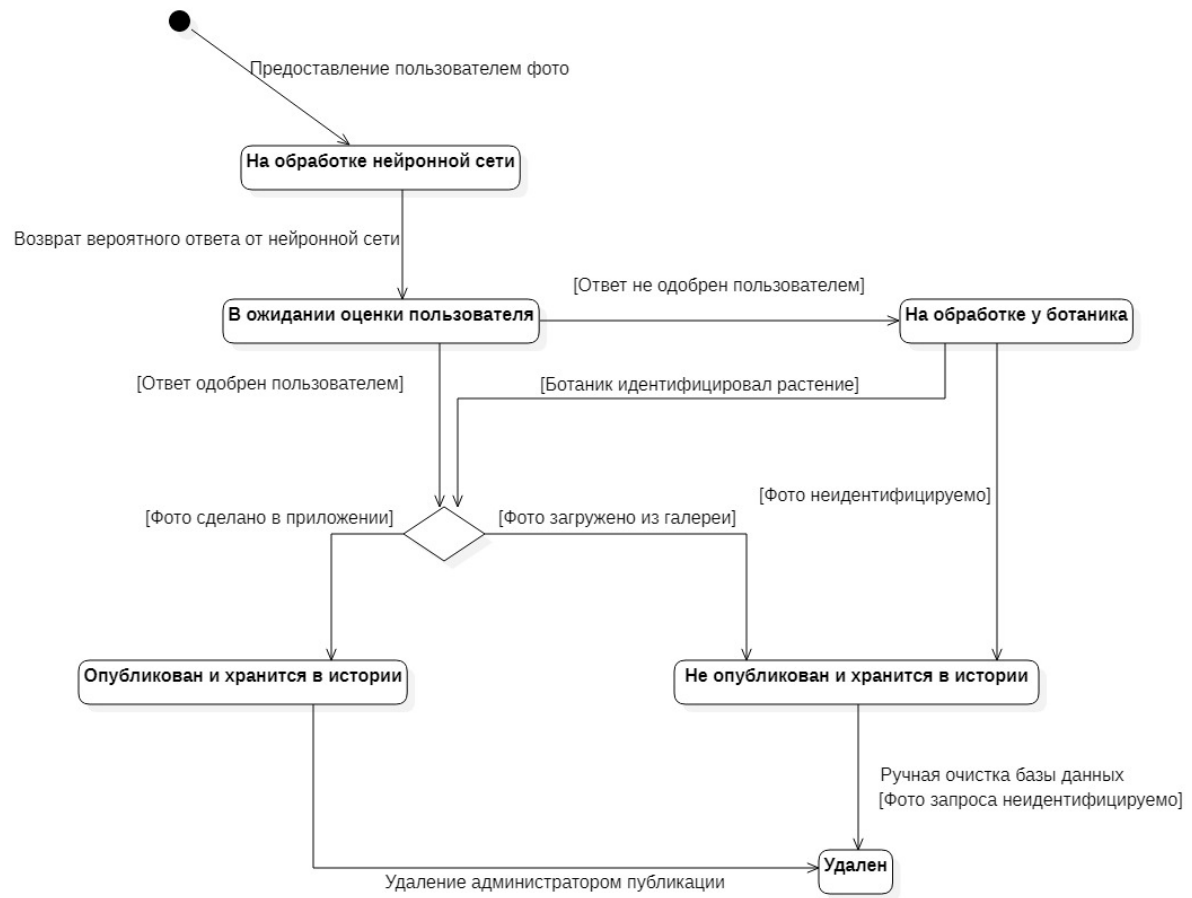 Предоставление пользователем фото
На обработке нейронной сети
Возврат вероятного ответа от нейронной сети
[Ответ не одобрен пользователем]
В ожидании оценки пользователя
На обработке у ботаника
[Ответ одобрен пользователем]
[Ботаник идентифицировал растение]
[Фото неидентифицируемо]
[Фото сделано в приложении]
[Фото загружено из галереи]
Опубликован и хранится в истории
Не опубликован и хранится в истории
Ручная очистка базы данных
[Фото запроса неидентифицируемо]
Удален
Удаление администратором публикации